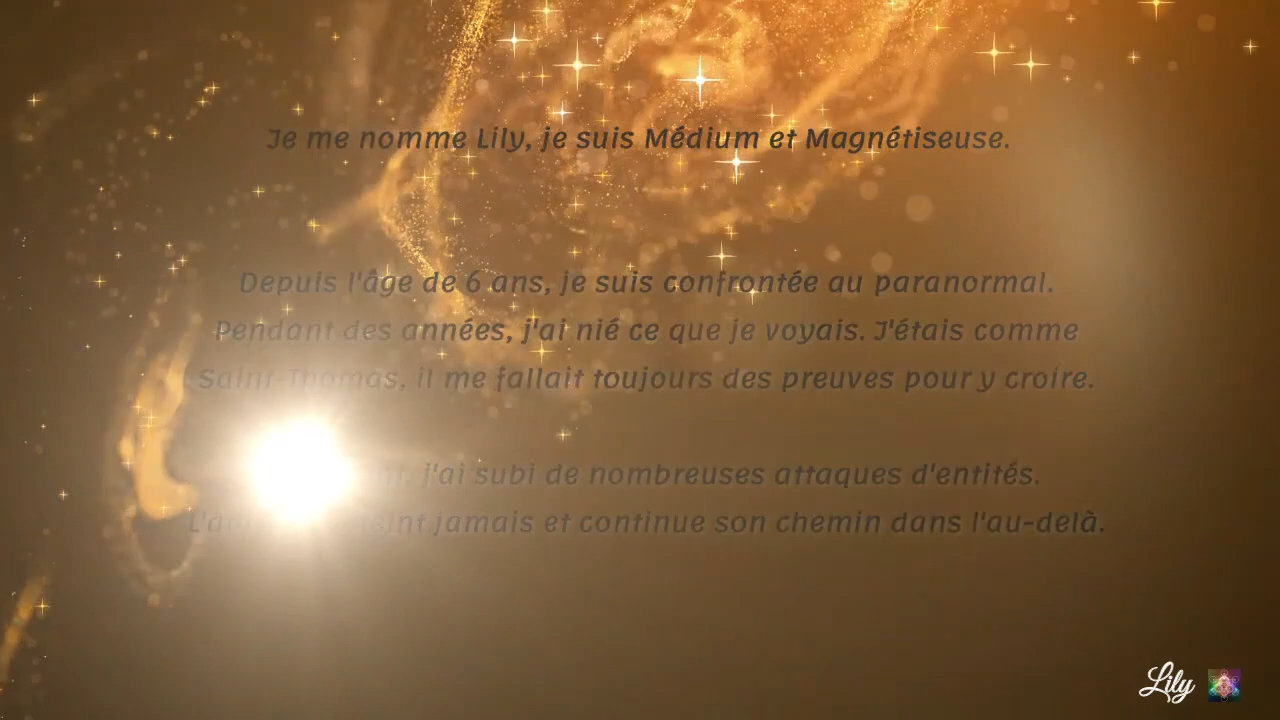 Je me nomme Lily, je suis Médium et Magnétiseuse.
Depuis l'âge de 6 ans, je suis confrontée au paranormal.
Pendant des années, j'ai nié ce que je voyais. J'étais comme
Saint-Thomas, il me fallait toujours des preuves pour y croire.
j'ai subi de nombreuses attaques d'entités.
jamais et continue son chemin dans l'au-delà.
Lily